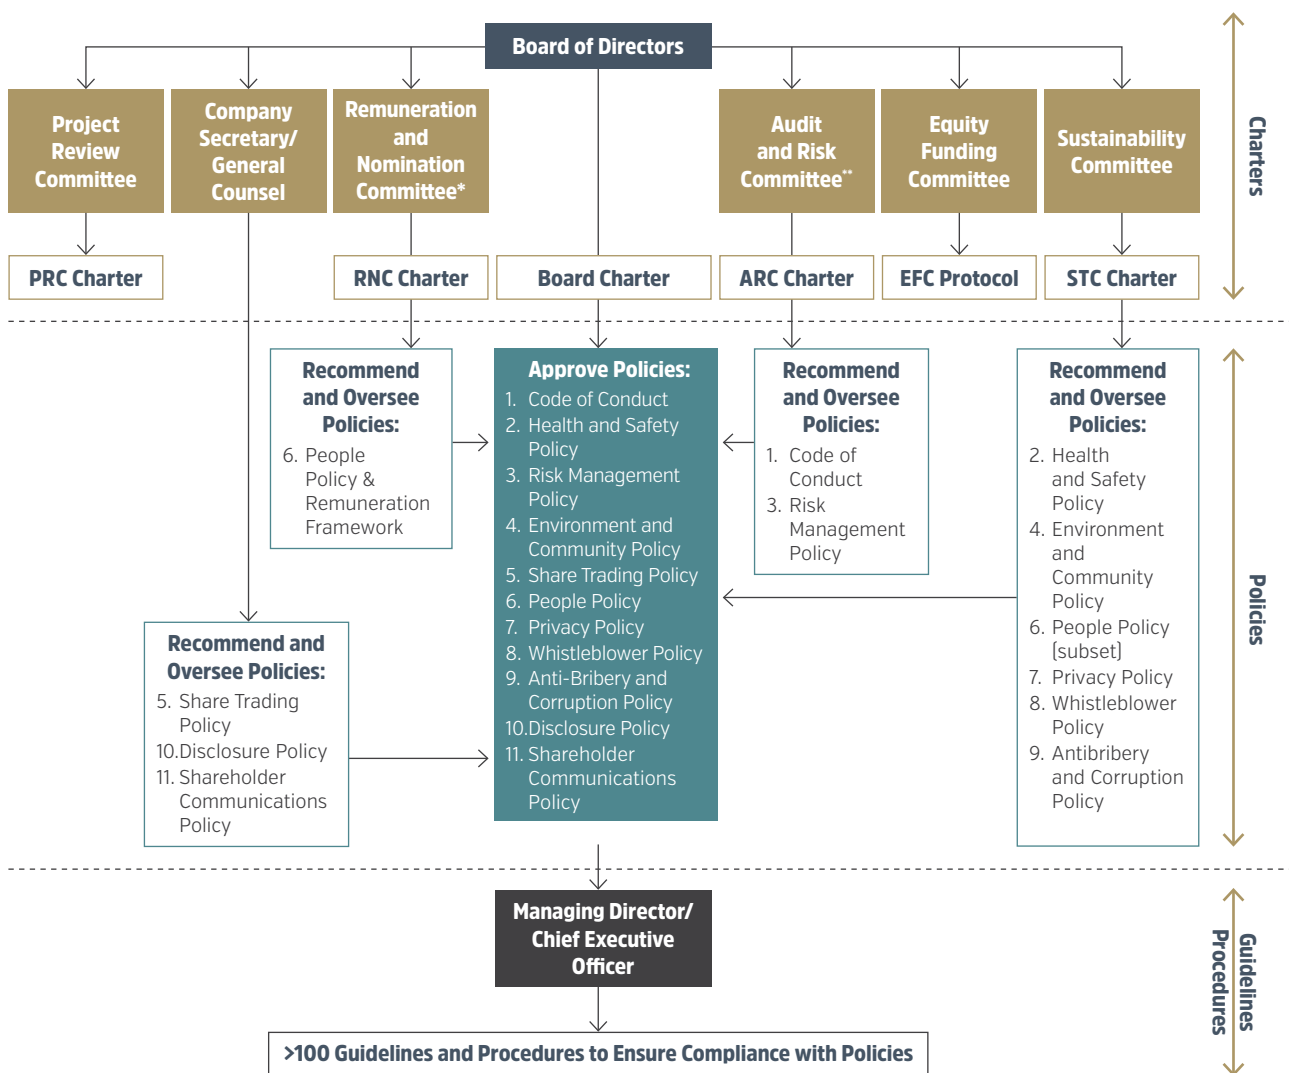 Board of Directors
Project
Review
Committee
Company
Secretary/
General
Counsel
Remuneration
and
Nomination
Committee*
Audit
and Risk
Committee**
Equity
Funding
Committee
Sustainability
Committee
Charters
PRC Charter
RNC Charter
Board Charter
ARC Charter
EFC Protocol
STC Charter
Recommend
and Oversee
Policies:
6. People
Policy &
Remuneration
Framework
Approve Policies:
1. Code of Conduct
2. Health and Safety
Policy
3. Risk Management
Policy
4. Environment and
Community Policy
5. Share Trading Policy
6. People Policy
7. Privacy Policy
8. Whistleblower Policy
9. Anti-Bribery and
Corruption Policy
10.Disclosure Policy
11. Shareholder
Communications
Policy
Recommend
and Oversee
Policies:
1. Code of
Conduct
3. Risk
Management
Policy
Recommend
and Oversee
Policies:
2. Health
and Safety
Policy
4. Environment
and
Community
Policy
6. People Policy
(subset)
7. Privacy Policy
8. Whistleblower
Policy
9. Antibribery
and Corruption
Policy
Policies
Recommend and
Oversee Policies:
5. Share Trading
Policy
10.Disclosure Policy
11. Shareholder
Communications
Policy
Managing Director/
Chief Executive
Officer
Guidelines
Procedures
>100 Guidelines and Procedures to Ensure Compliance with Policies